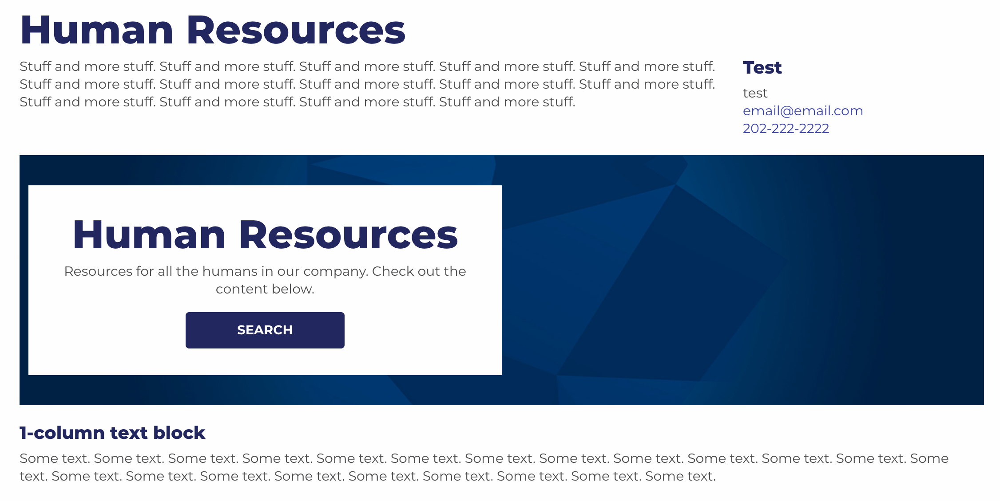 Human Resources
Stuff and more stuff. Stuff and more stuff. Stuff and more stuff. Stuff and more stuff. Stuff and more stuff.
Stuff and more stuff. Stuff and more stuff. Stuff and more stuff. Stuff and more stuff. Stuff and more stuff.
Stuff and more stuff. Stuff and more stuff. Stuff and more stuff. Stuff and more stuff.
Test
test
email@email.com
202-222-2222
Human Resources
Resources for all the humans in our company. Check out the
content below.
SEARCH
1-column text block
Some text. Some text. Some text. Some text. Some text. Some text. Some text. Some text. Some text. Some text. Some text. Some text. Some
text. Some text. Some text. Some text. Some text. Some text. Some text. Some text. Some text. Some text.